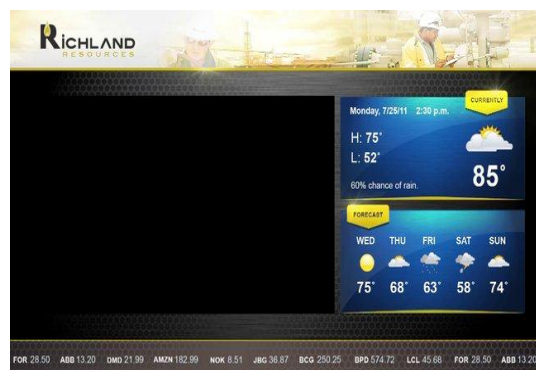 RICHLAND
RESOURCES
CURRENTLY
Monday, 7/25/11 2:30 p.m.
H: 75°
L: 52°
85°
60% chance of rain.
FORECAST
WED THU FRI SAT SUN
75° 68° 63° 58° 74°
FOR 28.50 ABB 13.20 DMD 21.99 AMZN 182.99 NOK 8.51 JBG 36.87 BCG 250.25 BPD 574.72 LCL 45.68 FOR 28.50 ABB 13.20